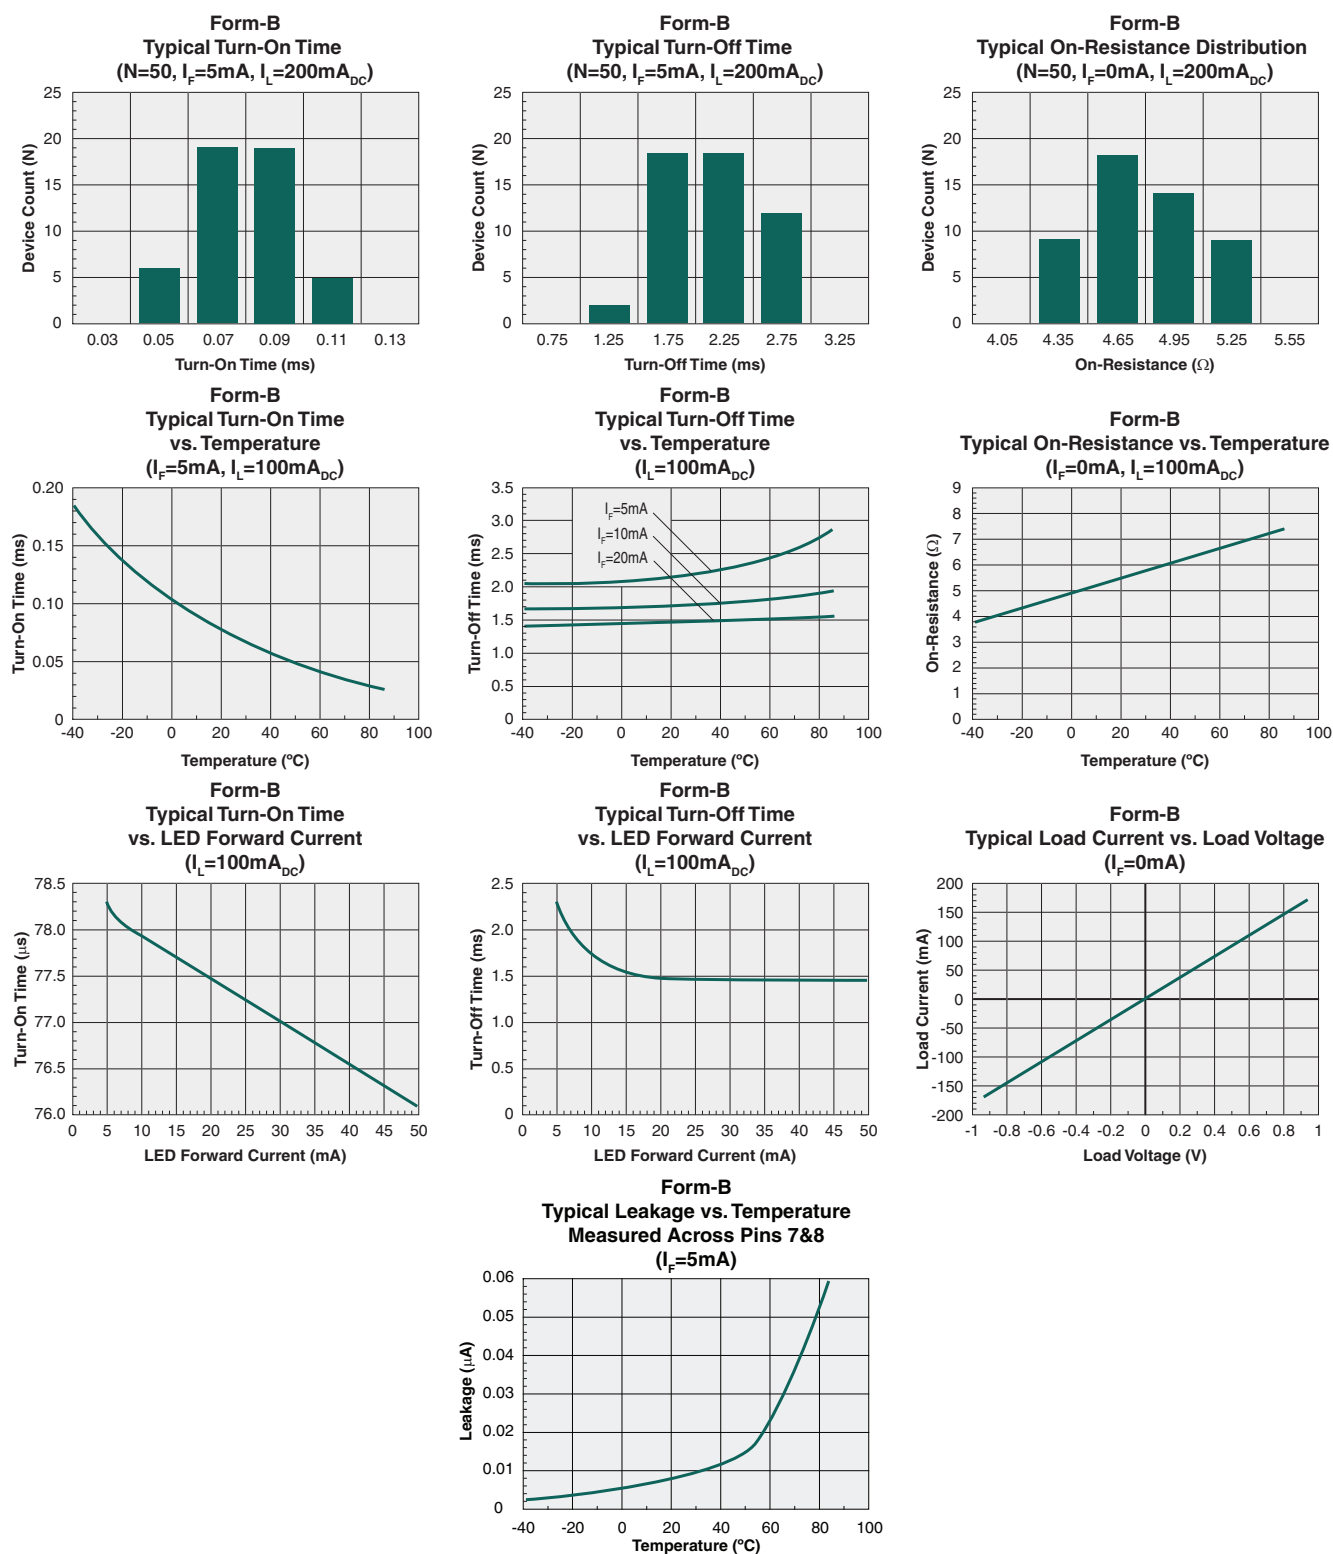 Form-B
Typical Turn-On Time
(N=50, IF=5mA, IL=200mADC)
25
20
15
10
5
0
Device Count (N)
0.03 0.05 0.07 0.09 0.11 0.13
Turn-On Time (ms)
Form-B
Typical Turn-Off Time
(N=50, IF=5mA, IL=200mADC)
25
20
15
10
5
0
Device Count (N)
0.75 1.25 1.75 2.25 2.75 3.25
Turn-Off Time (ms)
Form-B
Typical On-Resistance Distribution
(N=50, IF=0mA, IL=200mADC)
25
20
15
10
5
0
Device Count (N)
4.05 4.35 4.65 4.95 5.25 5.55
On-Resistance (Ω)
Form-B
Typical Turn-On Time
vs. Temperature
(IF=5mA, IL=100mADC)
0.20
0.15
0.10
0.05
0
Turn-On Time (ms)
-40 -20 0 20 40 60 80 100
Temperature (ºC)
Form-B
Typical Turn-Off Time
vs. Temperature
(IL=100mADC)
3.5
3.0
2.5
2.0
1.5
1.0
0.5
0
Turn-Off Time (ms)
IF=5mA
IF=10mA
IF=20mA
-40 -20 0 20 40 60 80 100
Temperature (ºC)
Form-B
Typical On-Resistance vs. Temperature
(IF=0mA, IL=100mADC)
9
8
7
6
5
4
3
2
1
0
On-Resistance (Ω)
-40 -20 0 20 40 60 80 100
Temperature (ºC)
Form-B
Typical Turn-On Time
vs. LED Forward Current
(IL=100mADC)
78.5
78.0
77.5
77.0
76.5
76.0
Turn-On Time (μs)
0 5 10 15 20 25 30 35 40 45 50
LED Forward Current (mA)
Form-B
Typical Turn-Off Time
vs. LED Forward Current
(IL=100mADC)
2.5
2.0
1.5
1.0
0.5
0
Turn-Off Time (ms)
0 5 10 15 20 25 30 35 40 45 50
LED Forward Current (mA)
Form-B
Typical Load Current vs. Load Voltage
(IF=0mA)
200
150
100
50
0
-50
-100
-150
-200
Load Current (mA)
-1 -0.8 -0.6 -0.4 -0.2 0 0.2 0.4 0.6 0.8 1
Load Voltage (V)
Form-B
Typical Leakage vs. Temperature
Measured Across Pins 7&8
(IF=5mA)
0.06
0.05
0.04
0.03
0.02
0.01
0
Leakage (μA)
-40 -20 0 20 40 60 80 100
Temperature (ºC)